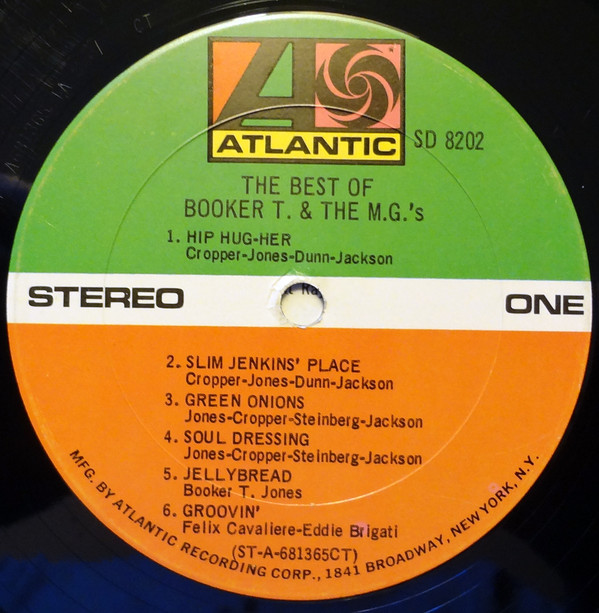 ATLANTIC
SD 8202
THE BEST OF
BOOKER T. & THE M.G.'s
1. HIP HUG-HER
Cropper-Jones-Dunn-Jackson
STEREO
ONE
2. SLIM JENKINS' PLACE
Cropper-Jones-Dunn-Jackson
3. GREEN ONIONS
Jones-Cropper-Steinberg-Jackson
4. SOUL DRESSING
Jones-Cropper-Steinberg-Jackson
5. JELLYBREAD
Booker T. Jones
6. GROOVIN'
Felix Cavaliere-Eddie Brigati
(ST-A-681365CT)
MFG. BY ATLANTIC RECORDING CORP., 1841 BROADWAY, NEW YORK, N.Y.